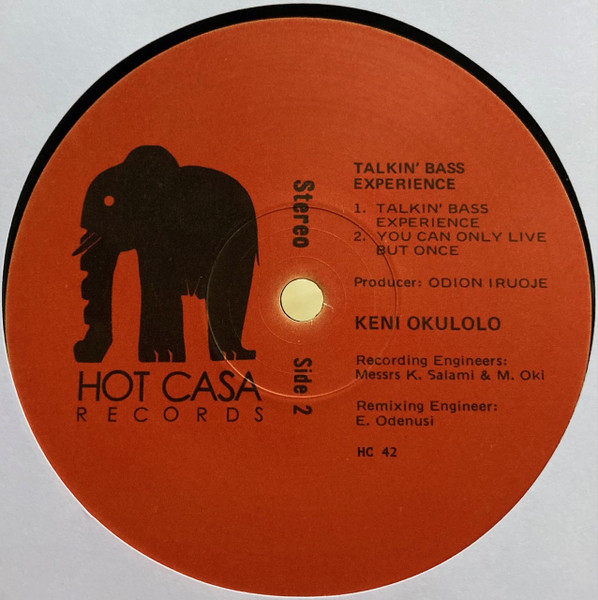 TALKIN' BASS
EXPERIENCE
1. TALKIN' BASS
EXPERIENCE
2. YOU CAN ONLY LIVE
BUT ONCE
Producer: ODION IRUOJE
KENI OKULOLO
Recording Engineers:
Messrs K. Salami & M. Oki
Remixing Engineer:
E. Odenusi
HC 42
Stereo
Side 2
HOT CASA
RECORDS